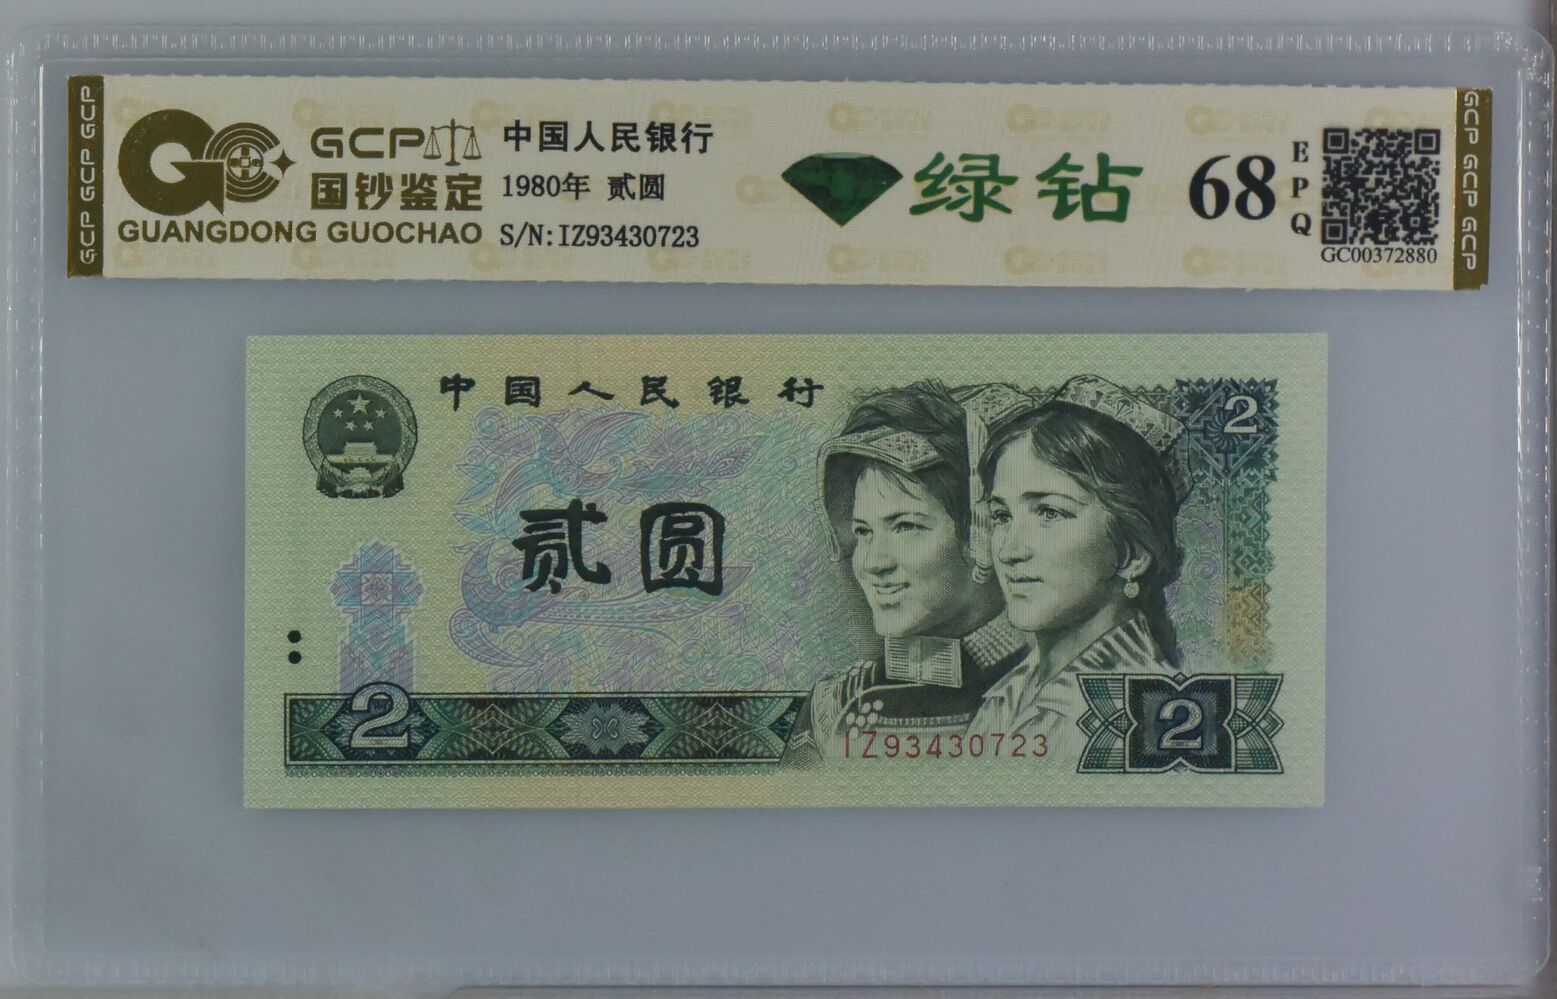 GCP GCP GCP
GCP
国钞鉴定
GUANGDONG GUOCHAO
中国人民银行
1980年 贰圆
S/N:IZ93430723
绿钻
68
EPQ
GC00372880
GCP GCP GCP
中国人民银行
2
贰圆
2
IZ93430723
2